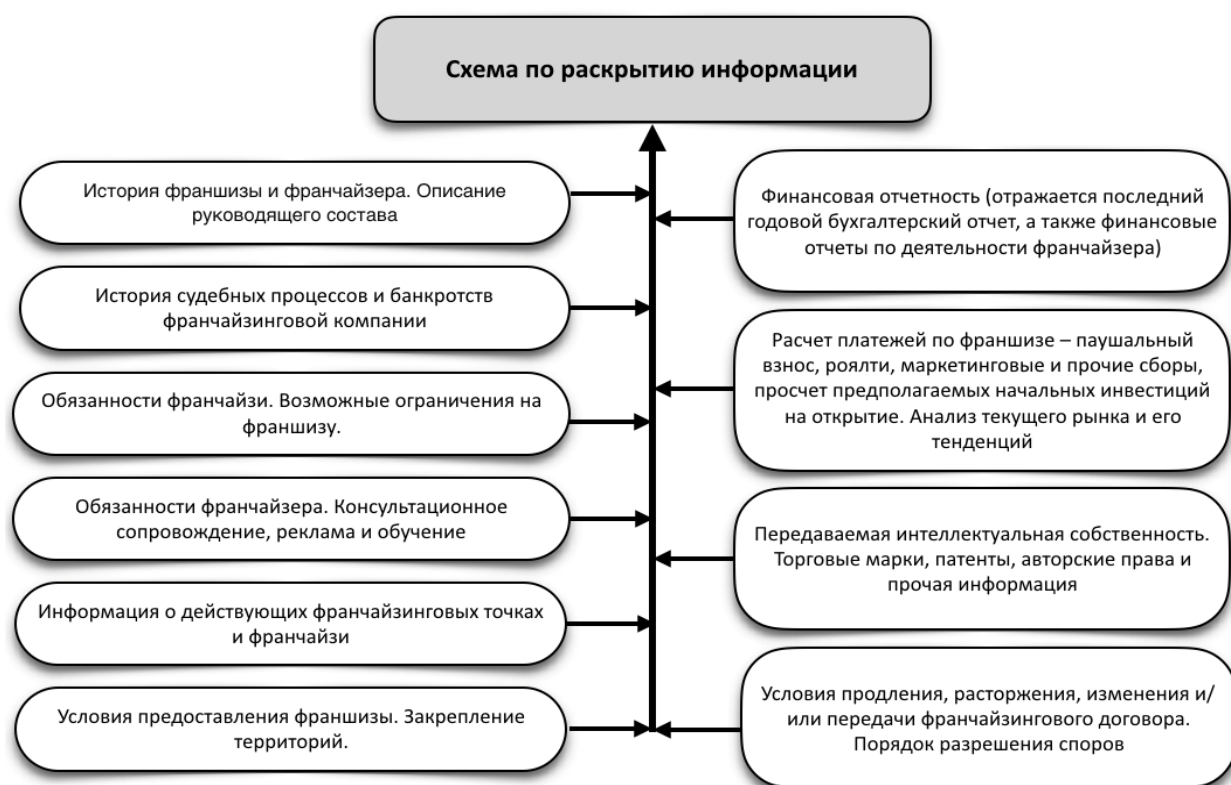 Схема по раскрытию информации
История франшизы и франчайзера. Описание
руководящего состава
История судебных процессов и банкротств
франчайзинговой компании
Обязанности франчайзи. Возможные ограничения на
франшизу.
Обязанности франчайзера. Консультационное
сопровождение, реклама и обучение
Информация о действующих франчайзинговых точках
и франчайзи
Условия предоставления франшизы. Закрепление
территорий.
Финансовая отчетность (отражается последний
годовой бухгалтерский отчет, а также финансовые
отчеты по деятельности франчайзера)
Расчет платежей по франшизе – паушальный
взнос, роялти, маркетинговые и прочие сборы,
просчет предполагаемых начальных инвестиций
на открытие. Анализ текущего рынка и его
тенденций
Передаваемая интеллектуальная собственность.
Торговые марки, патенты, авторские права и
прочая информация
Условия продления, расторжения, изменения и/
или передачи франчайзингового договора.
Порядок разрешения споров